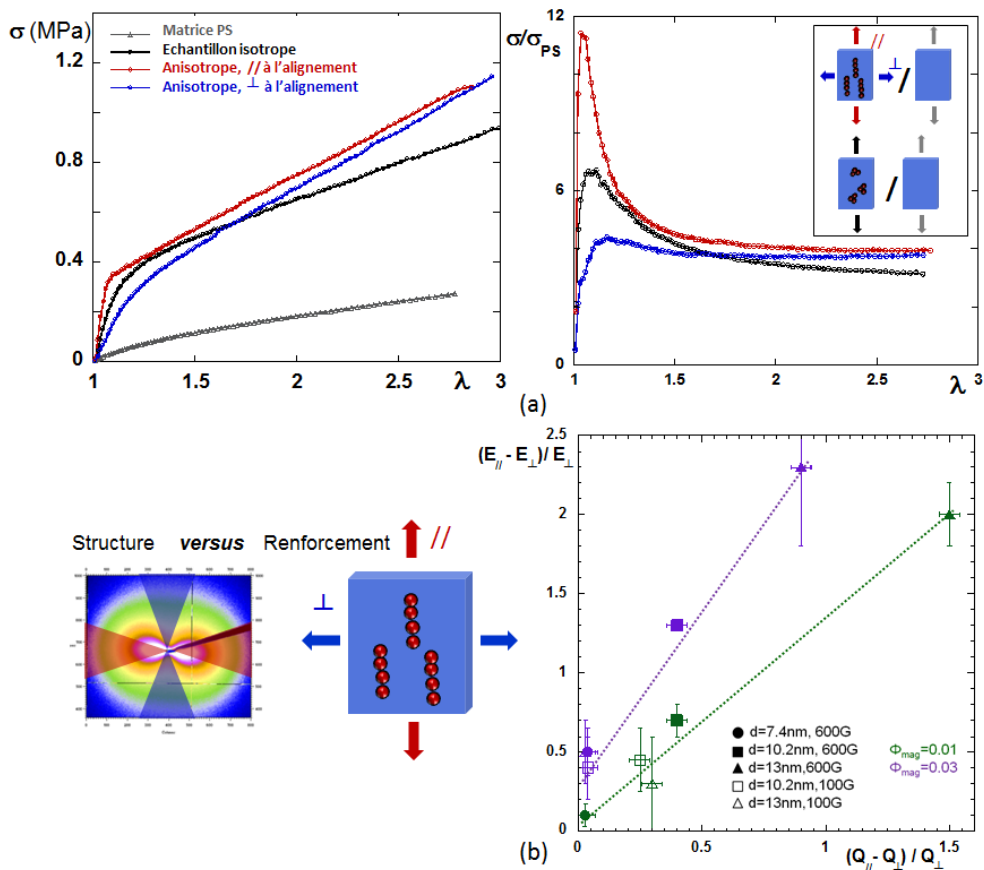 σ (MPa)
Matrice PS
Echantillon isotrope
Anisotrope, // à l'alignement
Anisotrope, ⊥ à l'alignement
1.2
0.8
0.4
0
1
1.5
2
2.5
3
λ
σ/σPS
12
6
0
1
1.5
2
2.5
3
λ
//
⊥
/
/
(a)
Structure versus Renforcement
//
⊥
(E// - E⊥)/ E⊥
2.5
2
1.5
1
0.5
0
0
0.5
1
1.5
d=7.4nm, 600G
d=10.2nm, 600G
d=13nm,600G
d=10.2nm,100G
d=13nm,100G
Φmag=0.01
Φmag=0.03
(Q// - Q⊥) / Q⊥
(b)